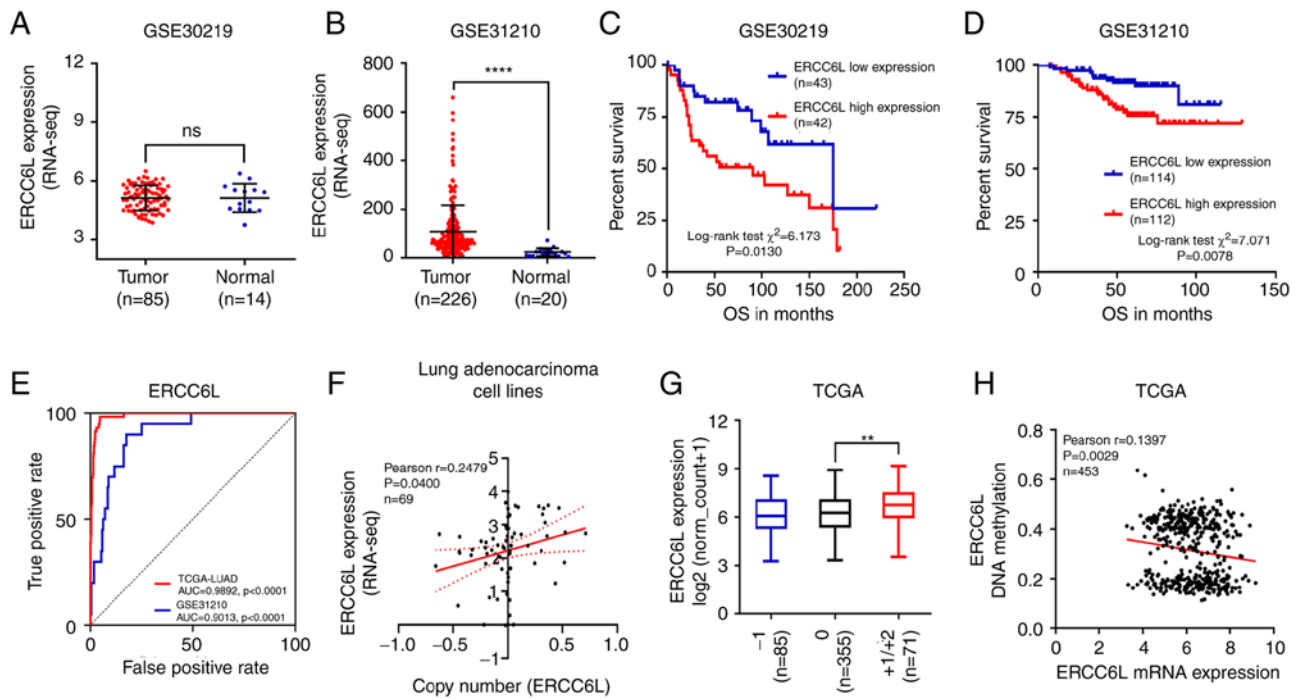 A
GSE30219
ERCC6L expression
(RNA-seq)
12
9
6
3
ns
Tumor
(n=85)
Normal
(n=14)
B
GSE31210
ERCC6L expression
(RNA-seq)
800
600
400
200
100
0
****
Tumor
(n=226)
Normal
(n=20)
C
GSE30219
Percent survival
100
75
50
25
0
ERCC6L low expression
(n=43)
ERCC6L high expression
(n=42)
Log-rank test χ²=6.173
P=0.0130
0 50 100 150 200 250
OS in months
D
GSE31210
Percent survival
100
75
50
25
0
ERCC6L low expression
(n=114)
ERCC6L high expression
(n=112)
Log-rank test χ²=7.071
P=0.0078
0 50 100 150
OS in months
E
ERCC6L
True positive rate
100
50
0
TCGA-LUAD
AUC=0.9892, p<0.0001
GSE31210
AUC=0.9013, p<0.0001
0 50 100
False positive rate
F
Lung adenocarcinoma
cell lines
ERCC6L expression
(RNA-seq)
Pearson r=0.2479
P=0.0400
n=69
5
4
3
2
1
-1
-1.0 -0.5 0.0 0.5 1.0
Copy number (ERCC6L)
G
TCGA
ERCC6L expression
log2 (norm_count+1)
12
9
6
3
0
**
-1
(n=85)
0
(n=355)
+1/+2
(n=71)
H
TCGA
ERCC6L
DNA methylation
0.8
0.6
0.4
0.2
0.0
Pearson r=0.1397
P=0.0029
n=453
0 2 4 6 8 10
ERCC6L mRNA expression